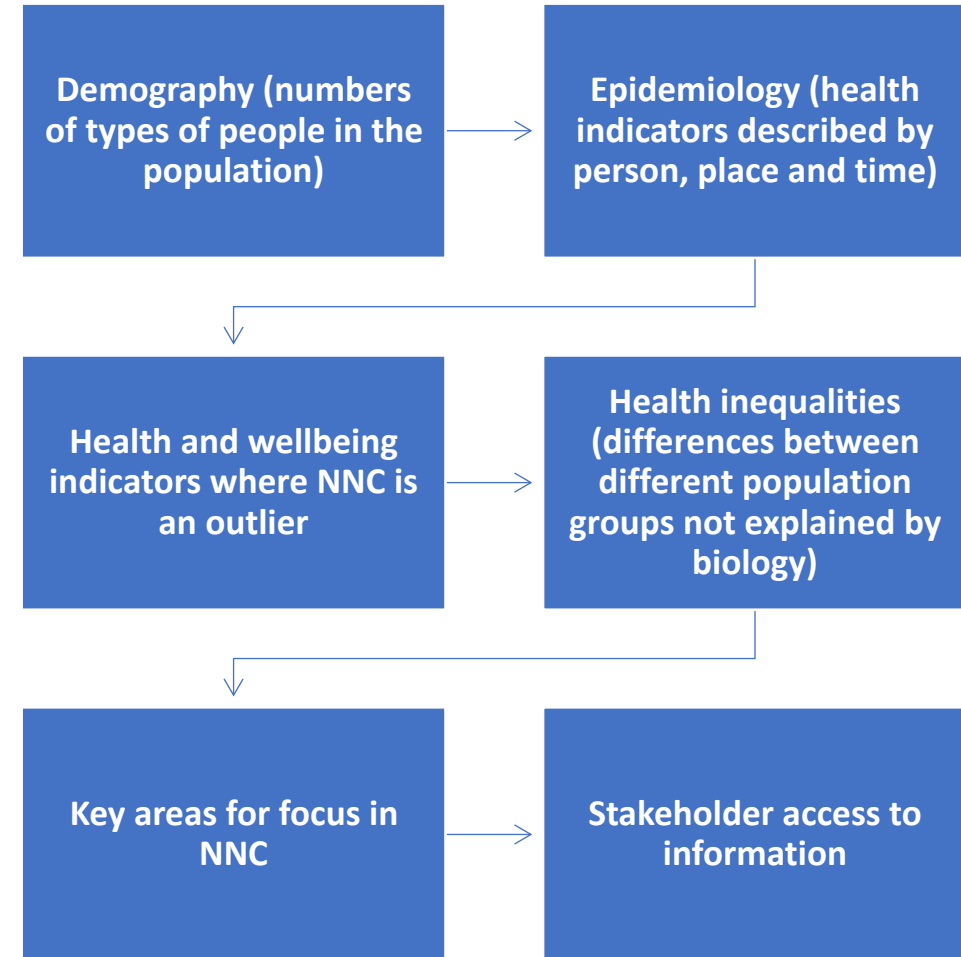 Demography (numbers
of types of people in the
population)
Epidemiology (health
indicators described by
person, place and time)
Health and wellbeing
indicators where NNC is
an outlier
Health inequalities
(differences between
different population
groups not explained by
biology)
Key areas for focus in
NNC
Stakeholder access to
information